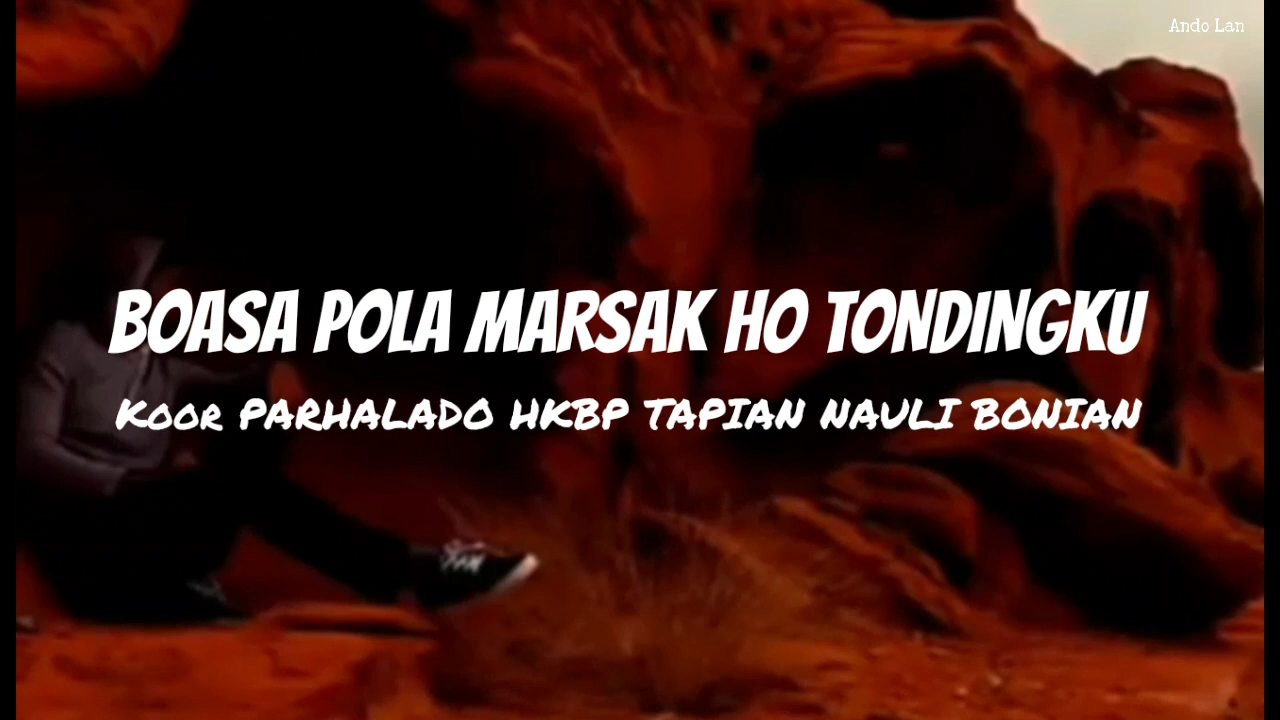 Ando Lan
BOASA POLA MARSAK HO TONDINGKU
Koor PARHALADO HKBP TAPIAN NAULI BONIAN